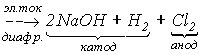 эл.ток
диафр.
2NaOH + H₂ + Cl₂
катод анод